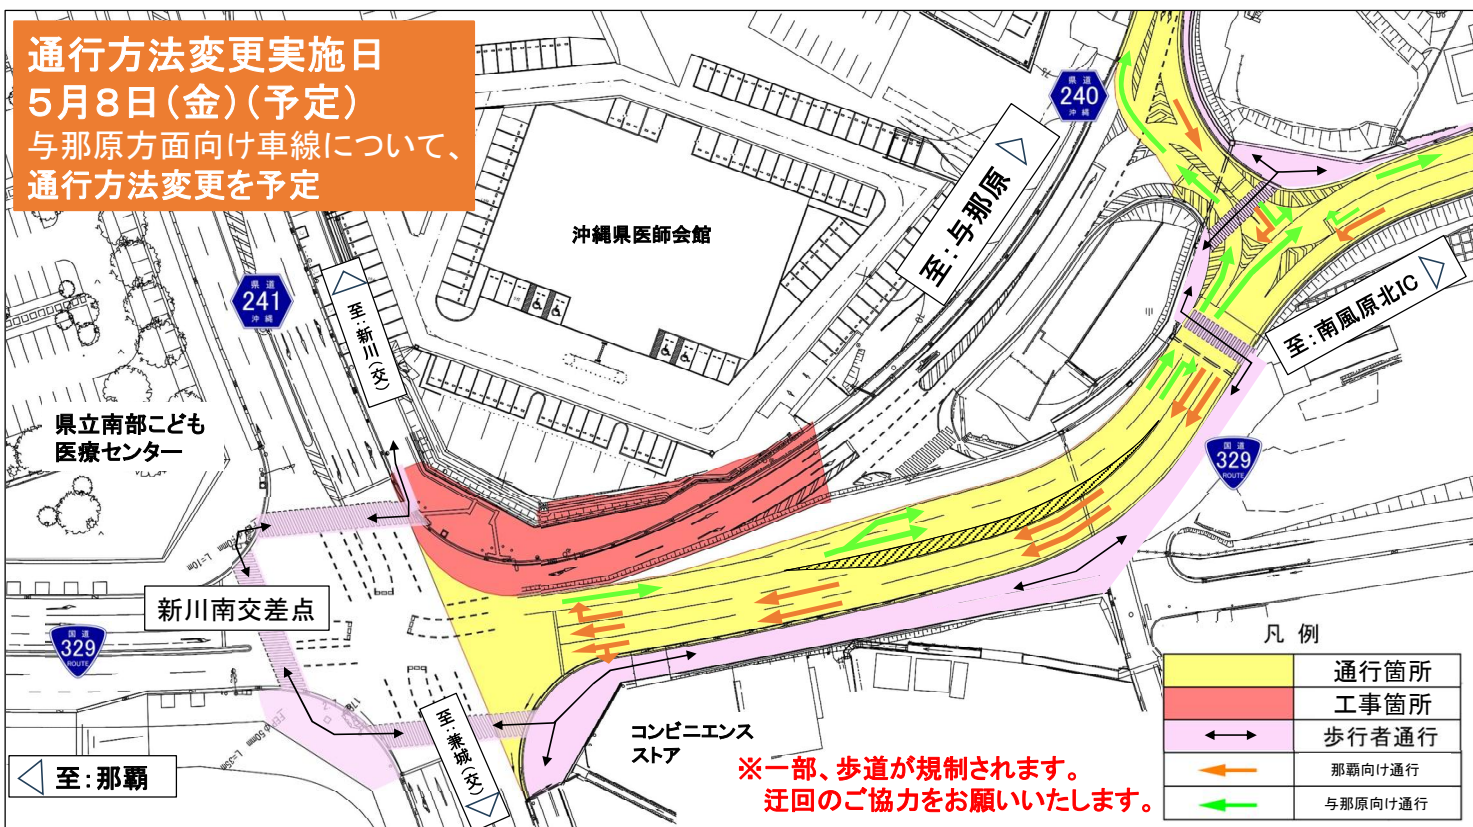 通行方法変更実施日
５月８日（金）（予定）
与那原方面向け車線について、
通行方法変更を予定
県道
240
沖縄
至：与那原
沖縄県医師会館
県道
241
沖縄
至：新川（交）
至：南風原北IC
県立南部こども
医療センター
国道
329
ROUTE
新川南交差点
国道
329
ROUTE
至：兼城（交）
コンビニエンス
ストア
至：那覇
※一部、歩道が規制されます。
迂回のご協力をお願いいたします。
凡 例
通行箇所
工事箇所
歩行者通行
那覇向け通行
与那原向け通行